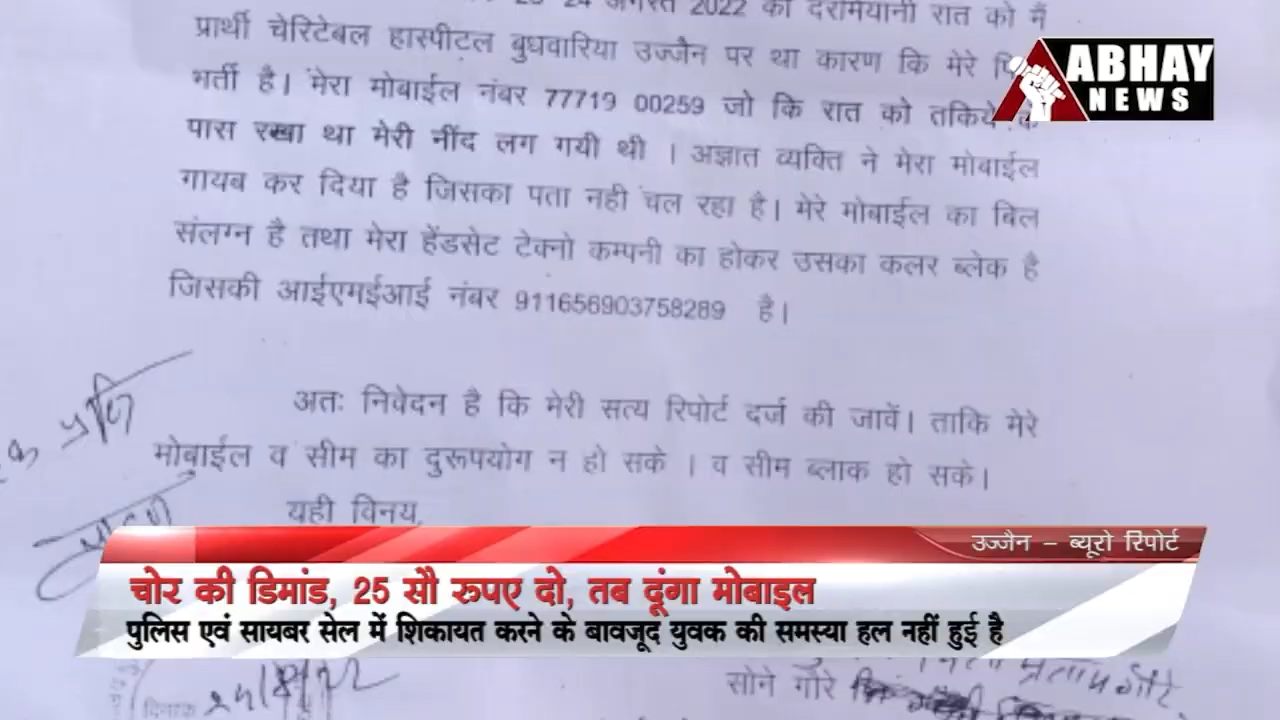 अगस्त 2022 की दरमियानी रात को मैं
प्रार्थी चेरिटेबल हास्पीटल बुधवारिया उज्जैन पर था कारण कि मेरे
भर्ती है। मेरा मोबाईल नंबर 77719 00259 जो कि रात को तकिये के
पास रखा था मेरी नींद लग गयी थी । अज्ञात व्यक्ति ने मेरा मोबाईल
गायब कर दिया है जिसका पता नही चल रहा है। मेरे मोबाईल का बिल
संलग्न है तथा मेरा हेंडसेट टेक्नो कम्पनी का होकर उसका कलर ब्लेक है
जिसकी आईएमईआई नंबर 911656903758289 है।
ABHAY
NEWS
अतः निवेदन है कि मेरी सत्य रिपोर्ट दर्ज की जावें। ताकि मेरे
मोबाईल व सीम का दुरूपयोग न हो सके । व सीम ब्लाक हो सके।
यही विनय,
उज्जैन - ब्यूरो रिपोर्ट
चोर की डिमांड, 25 सौ रुपए दो, तब दूंगा मोबाइल
पुलिस एवं सायबर सेल में शिकायत करने के बावजूद युवक की समस्या हल नहीं हुई है
दिनांक
सोने गौरे